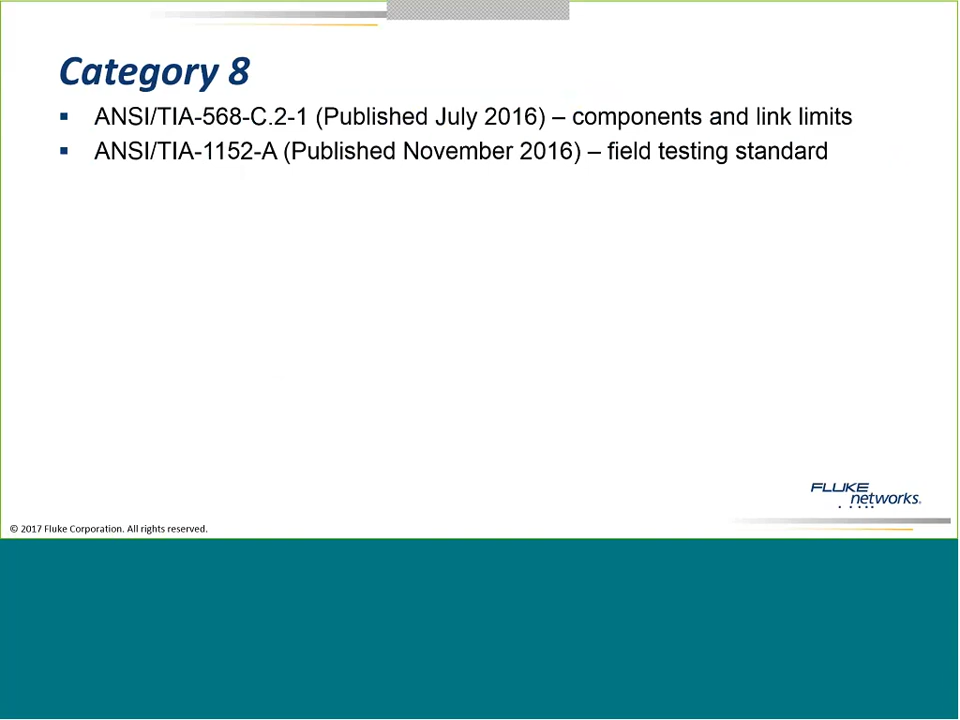 Category 8
▪ ANSI/TIA-568-C.2-1 (Published July 2016) – components and link limits
▪ ANSI/TIA-1152-A (Published November 2016) – field testing standard
FLUKE
networks.
© 2017 Fluke Corporation. All rights reserved.